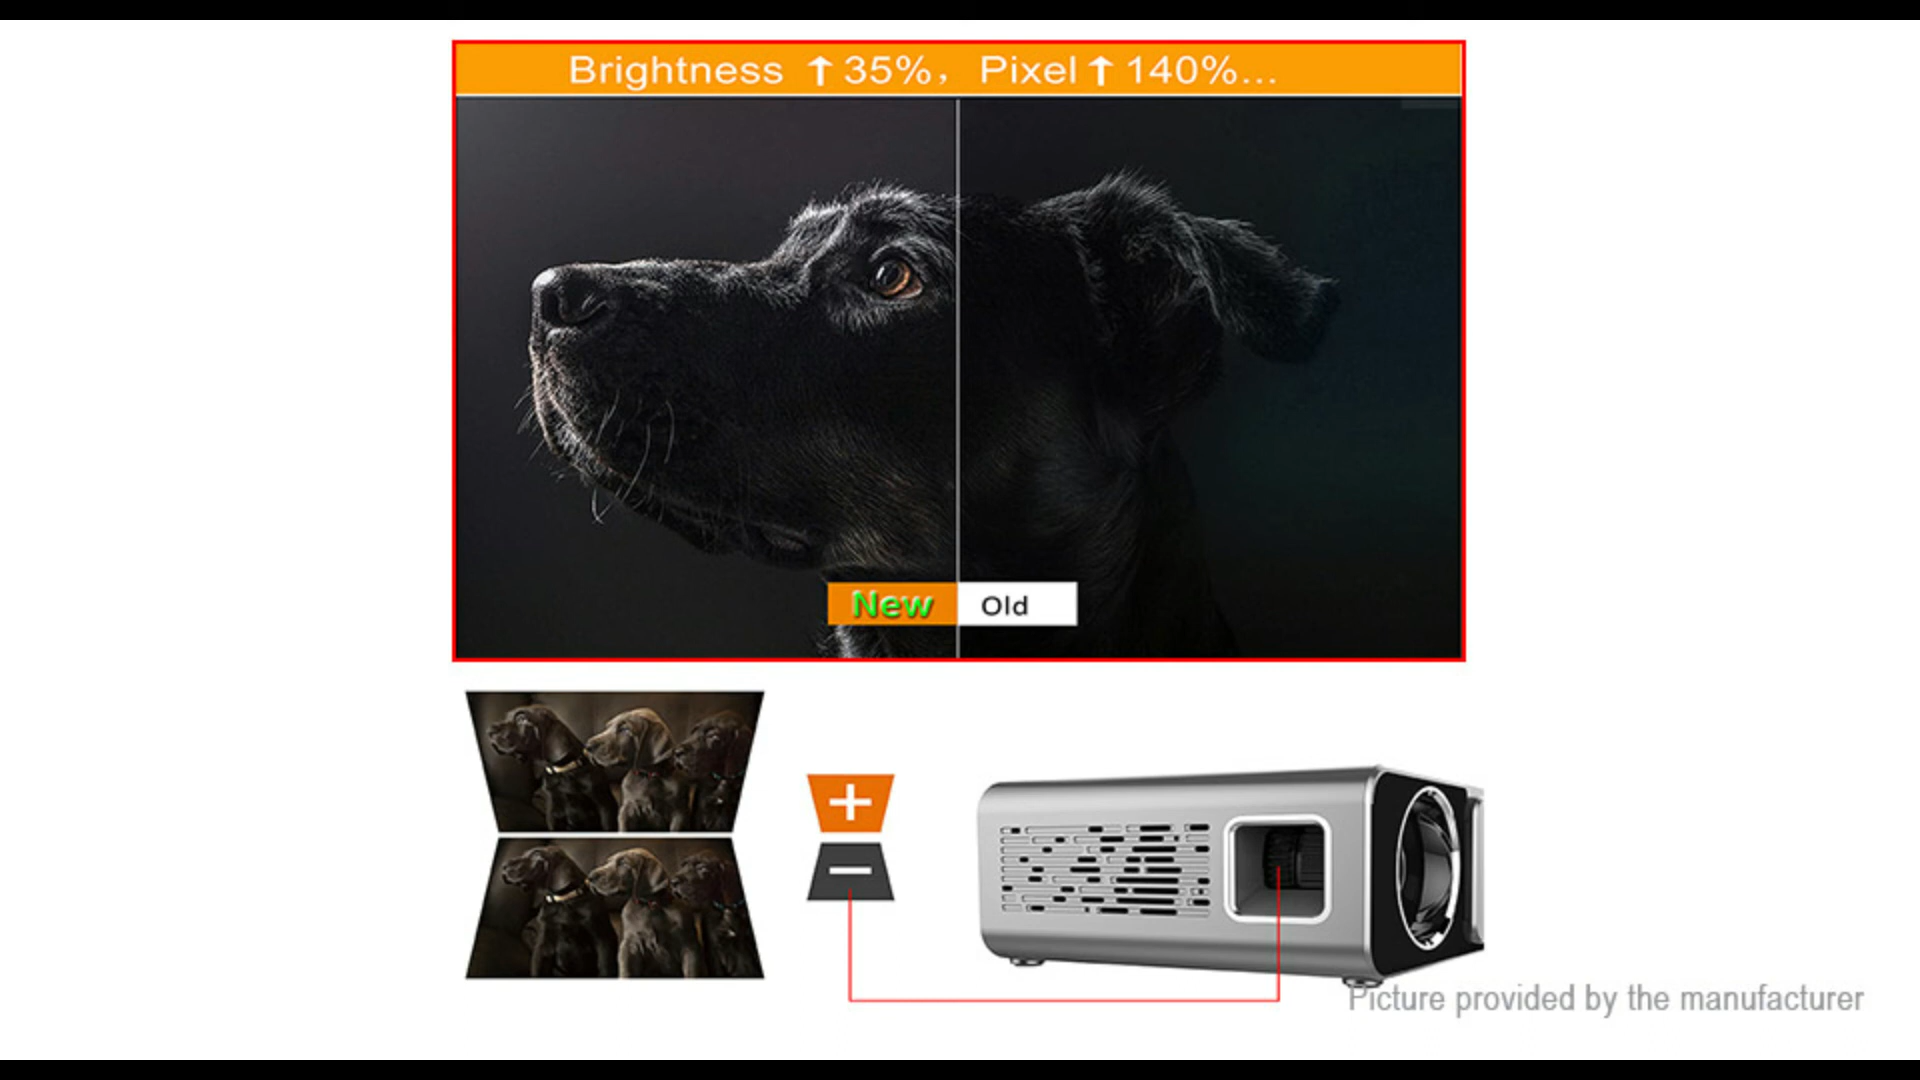 Brightness ↑35%, Pixel↑140%...
New Old
+
−
Picture provided by the manufacturer